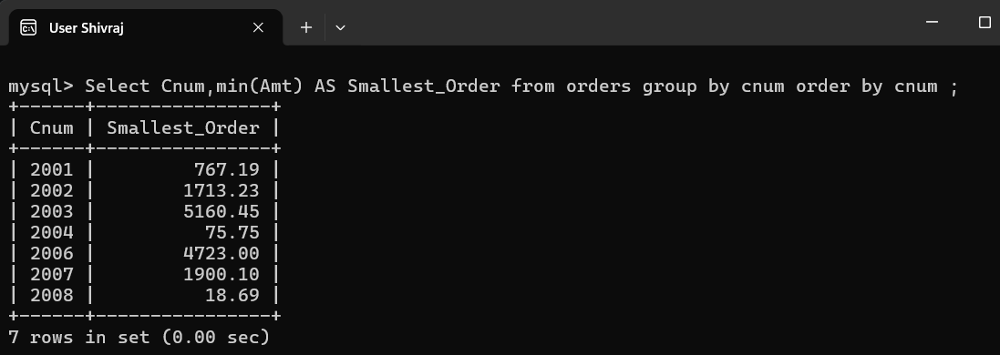 User Shivraj
mysql> Select Cnum,min(Amt) AS Smallest_Order from orders group by cnum order by cnum ;
+------+----------------+
| Cnum | Smallest_Order |
+------+----------------+
| 2001 |         767.19 |
| 2002 |        1713.23 |
| 2003 |        5160.45 |
| 2004 |          75.75 |
| 2006 |        4723.00 |
| 2007 |        1900.10 |
| 2008 |          18.69 |
+------+----------------+
7 rows in set (0.00 sec)